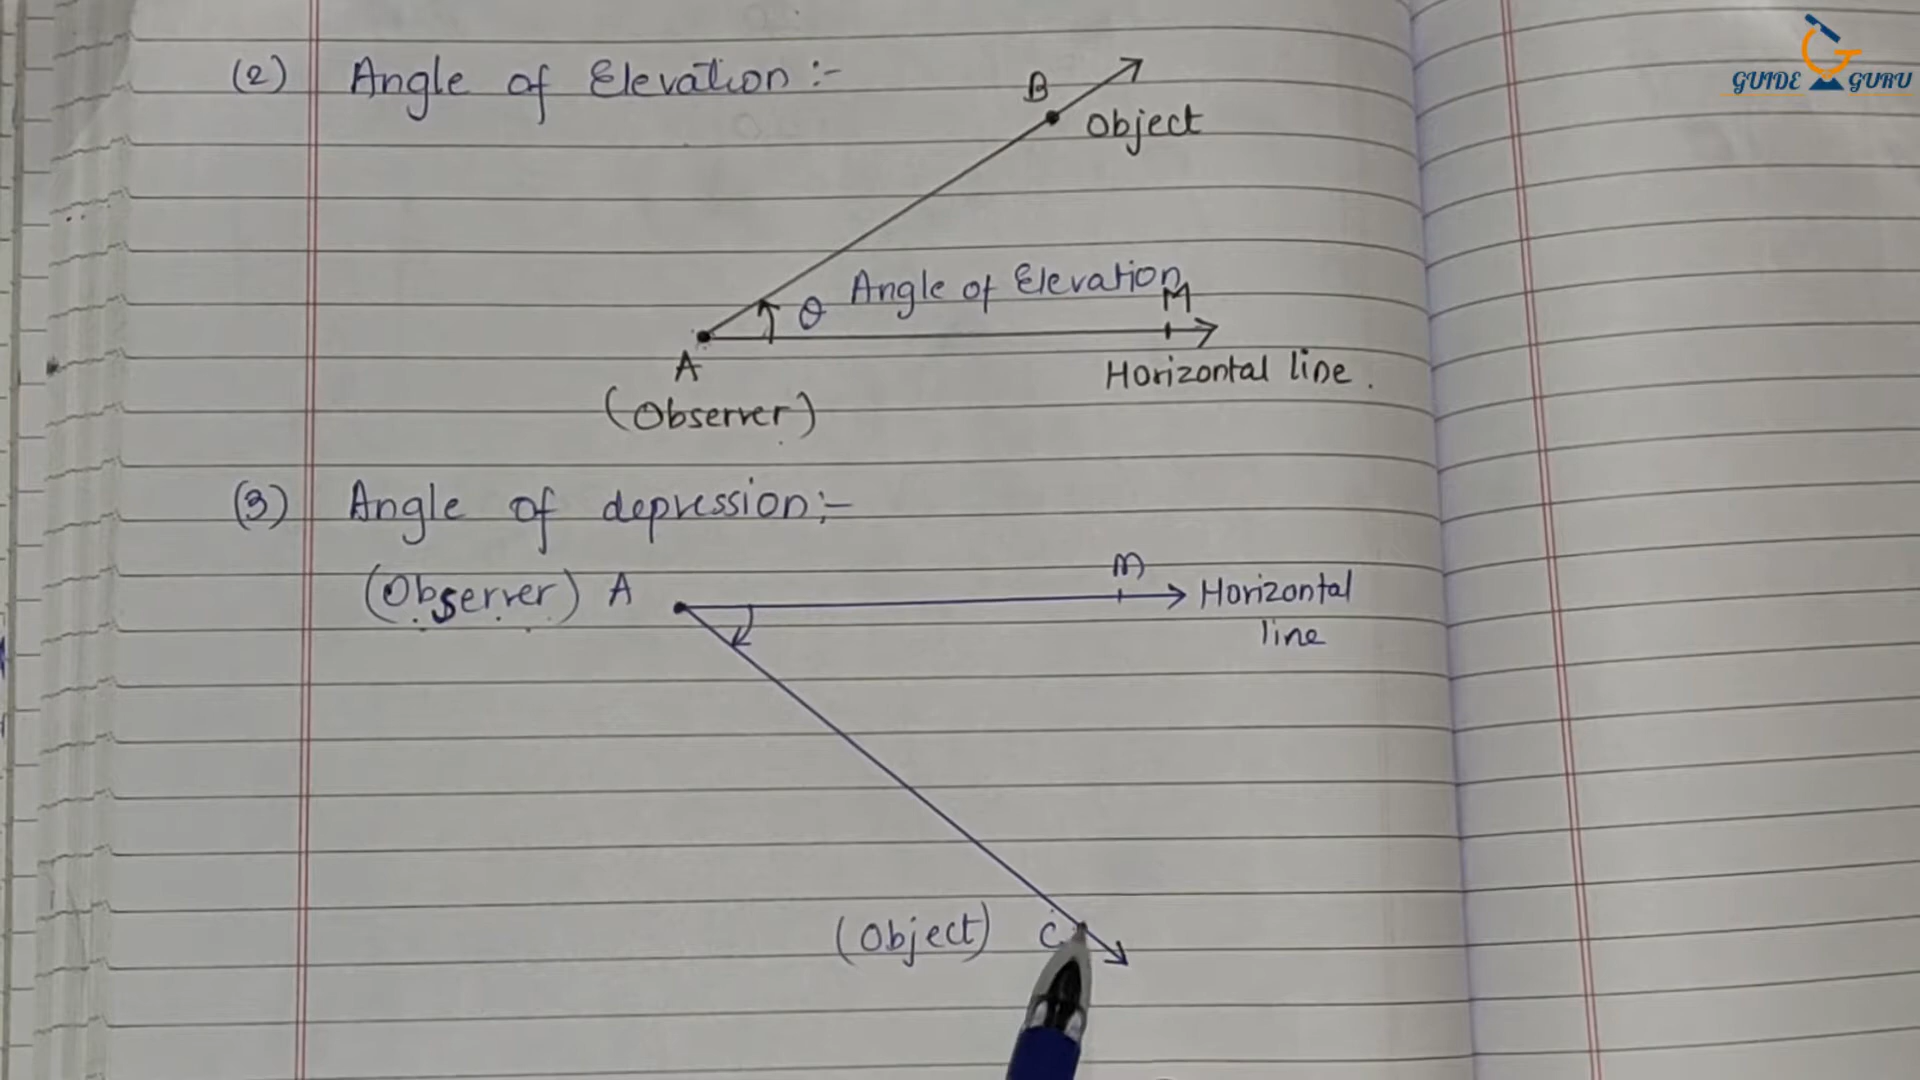 GUIDE GURU
(2) Angle of Elevation :-
B
Object
θ Angle of Elevation
M
A
Horizontal line .
(Observer)
(3) Angle of depression :-
(Observer) A
m
Horizontal
line
(Object) C